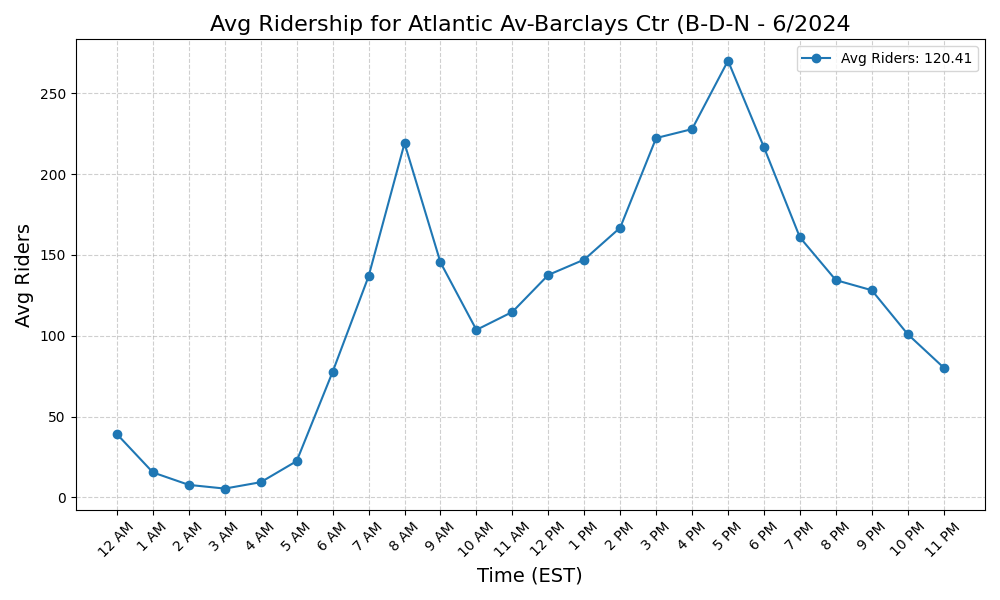 Avg Ridership for Atlantic Av-Barclays Ctr (B-D-N - 6/2024
Avg Riders: 120.41
Avg Riders
250
200
150
100
50
0
12 AM
1 AM
2 AM
3 AM
4 AM
5 AM
6 AM
7 AM
8 AM
9 AM
10 AM
11 AM
12 PM
1 PM
2 PM
3 PM
4 PM
5 PM
6 PM
7 PM
8 PM
9 PM
10 PM
11 PM
Time (EST)